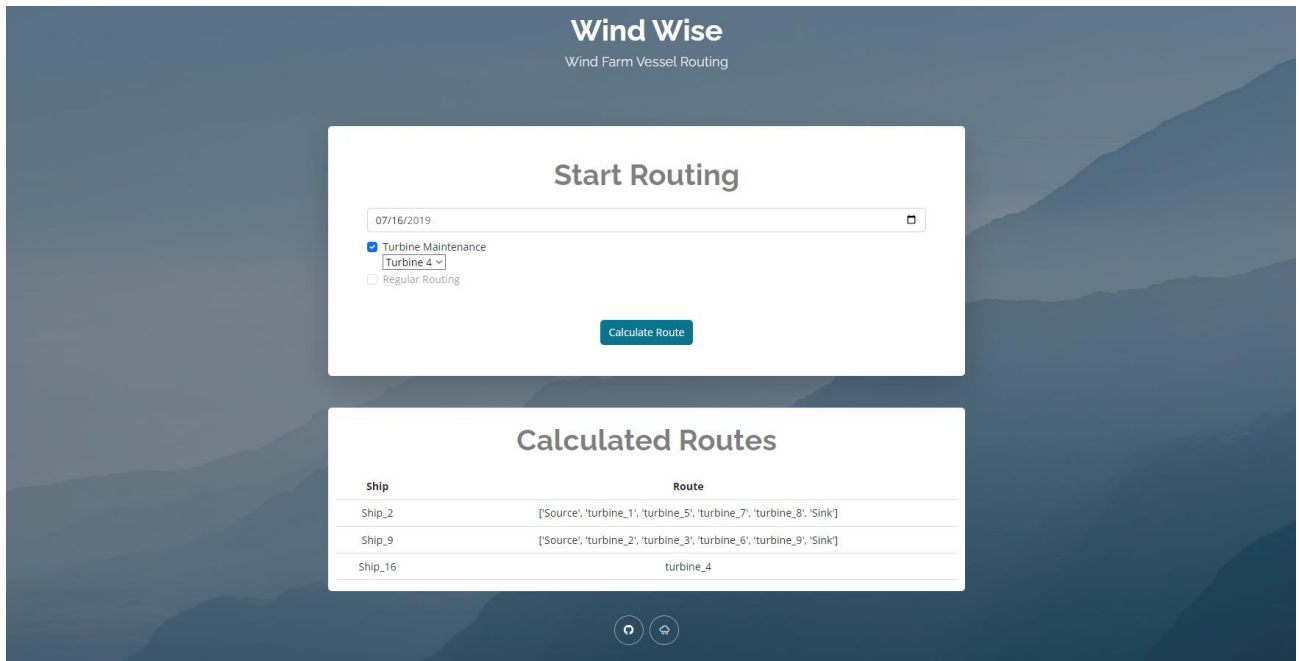 Wind Wise
Wind Farm Vessel Routing
Start Routing
07/16/2019
Turbine Maintenance
Turbine 4
Regular Routing
Calculate Route
Calculated Routes
Ship Route
Ship_2 ['Source', 'turbine_1', 'turbine_5', 'turbine_7', 'turbine_8', 'Sink']
Ship_9 ['Source', 'turbine_2', 'turbine_3', 'turbine_6', 'turbine_9', 'Sink']
Ship_16 turbine_4